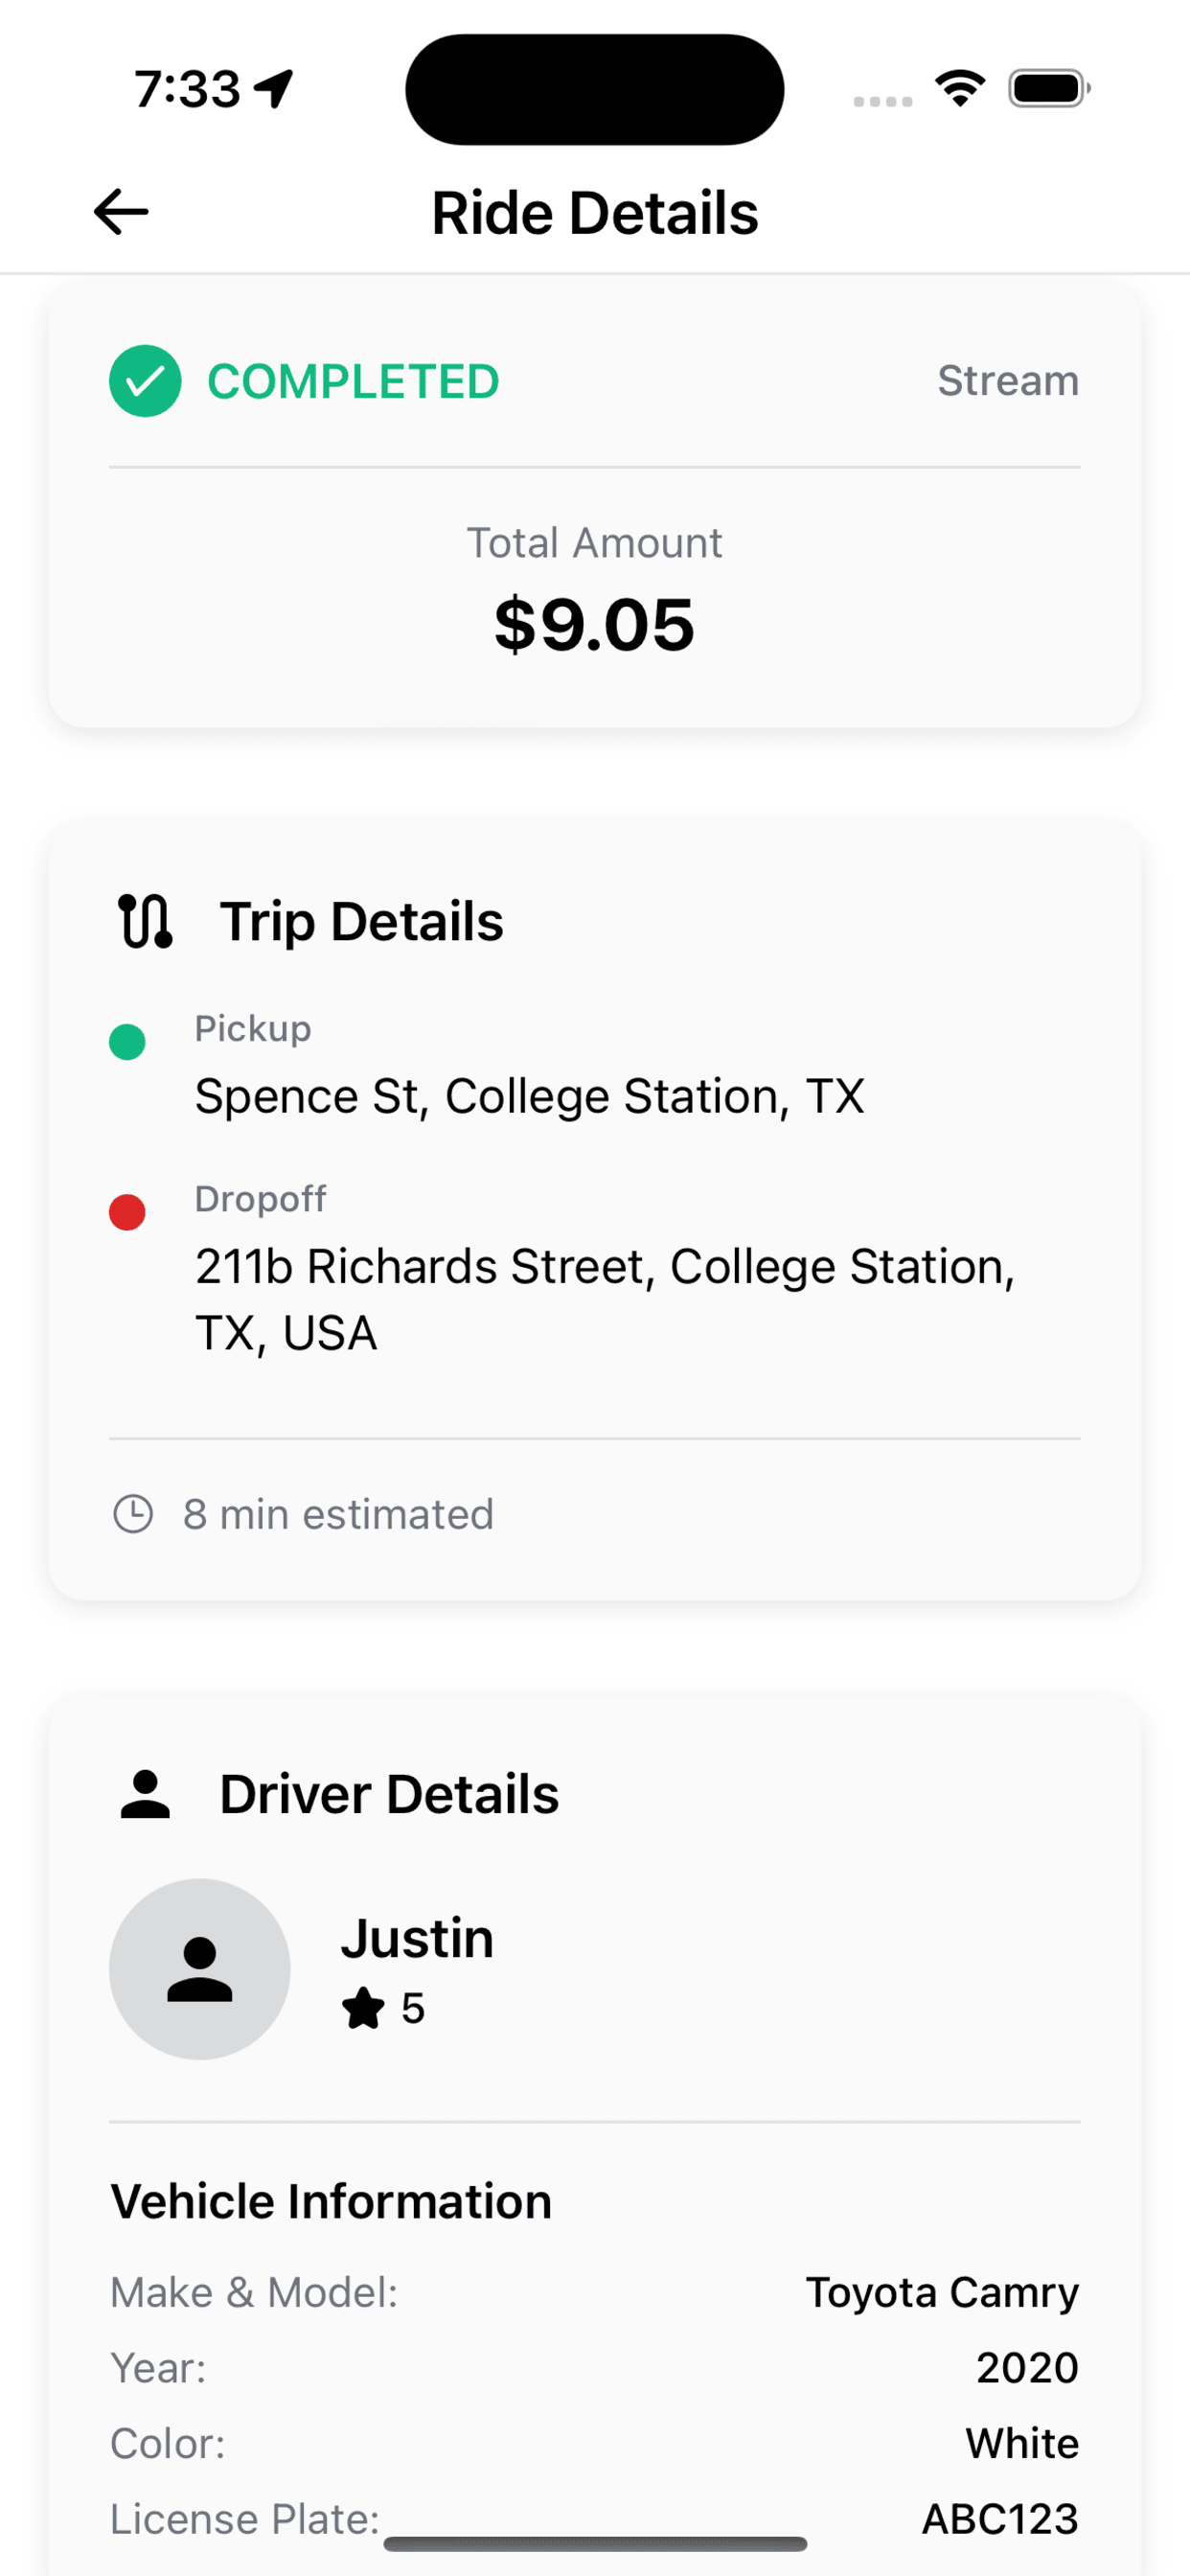 7:33
Ride Details
COMPLETED
Stream
Total Amount
$9.05
Trip Details
Pickup
Spence St, College Station, TX
Dropoff
211b Richards Street, College Station,
TX, USA
8 min estimated
Driver Details
Justin
5
Vehicle Information
Make & Model: Toyota Camry
Year: 2020
Color: White
License Plate: ABC123